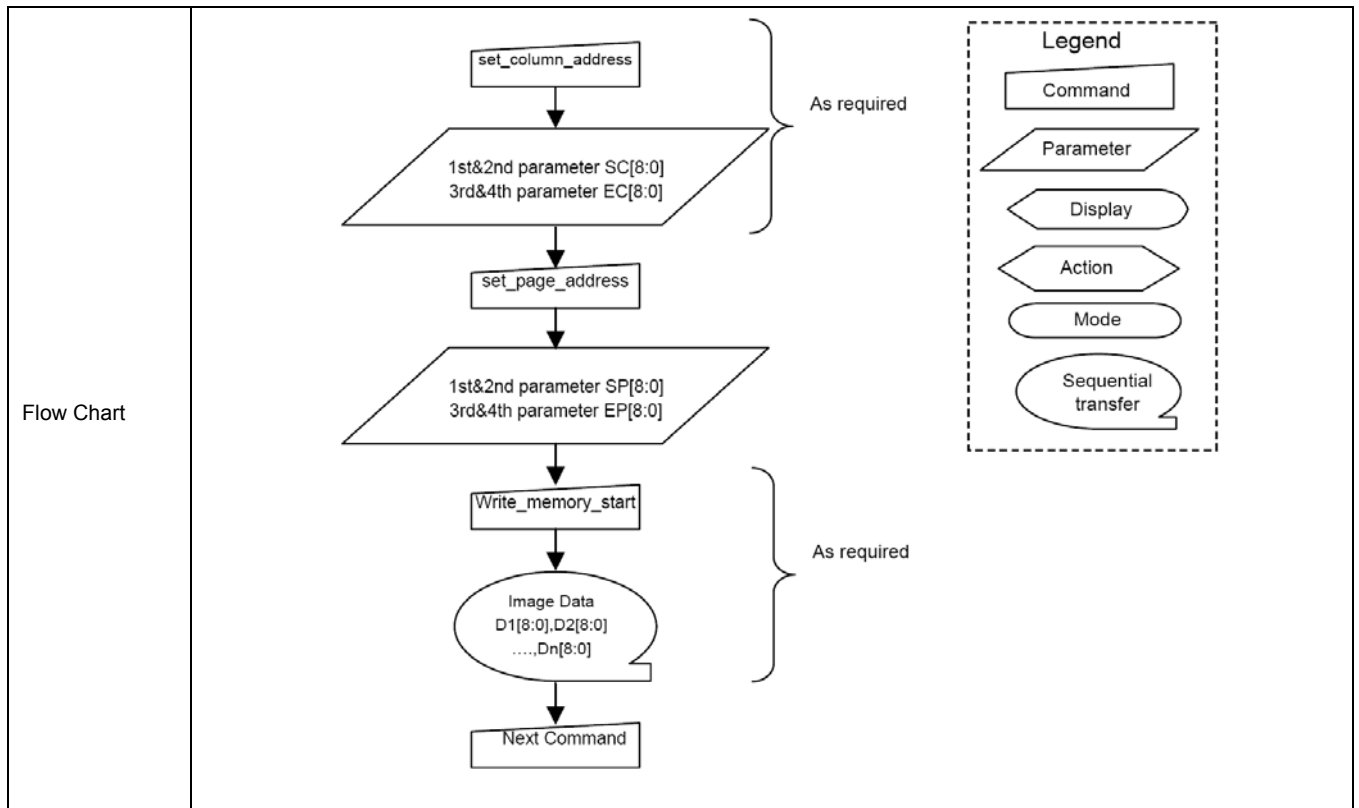 Flow Chart
set_column_address
1st&2nd parameter SC[8:0]
3rd&4th parameter EC[8:0]
As required
set_page_address
1st&2nd parameter SP[8:0]
3rd&4th parameter EP[8:0]
Write_memory_start
Image Data
D1[8:0],D2[8:0]
....,Dn[8:0]
As required
Next Command
Legend
Command
Parameter
Display
Action
Mode
Sequential
transfer